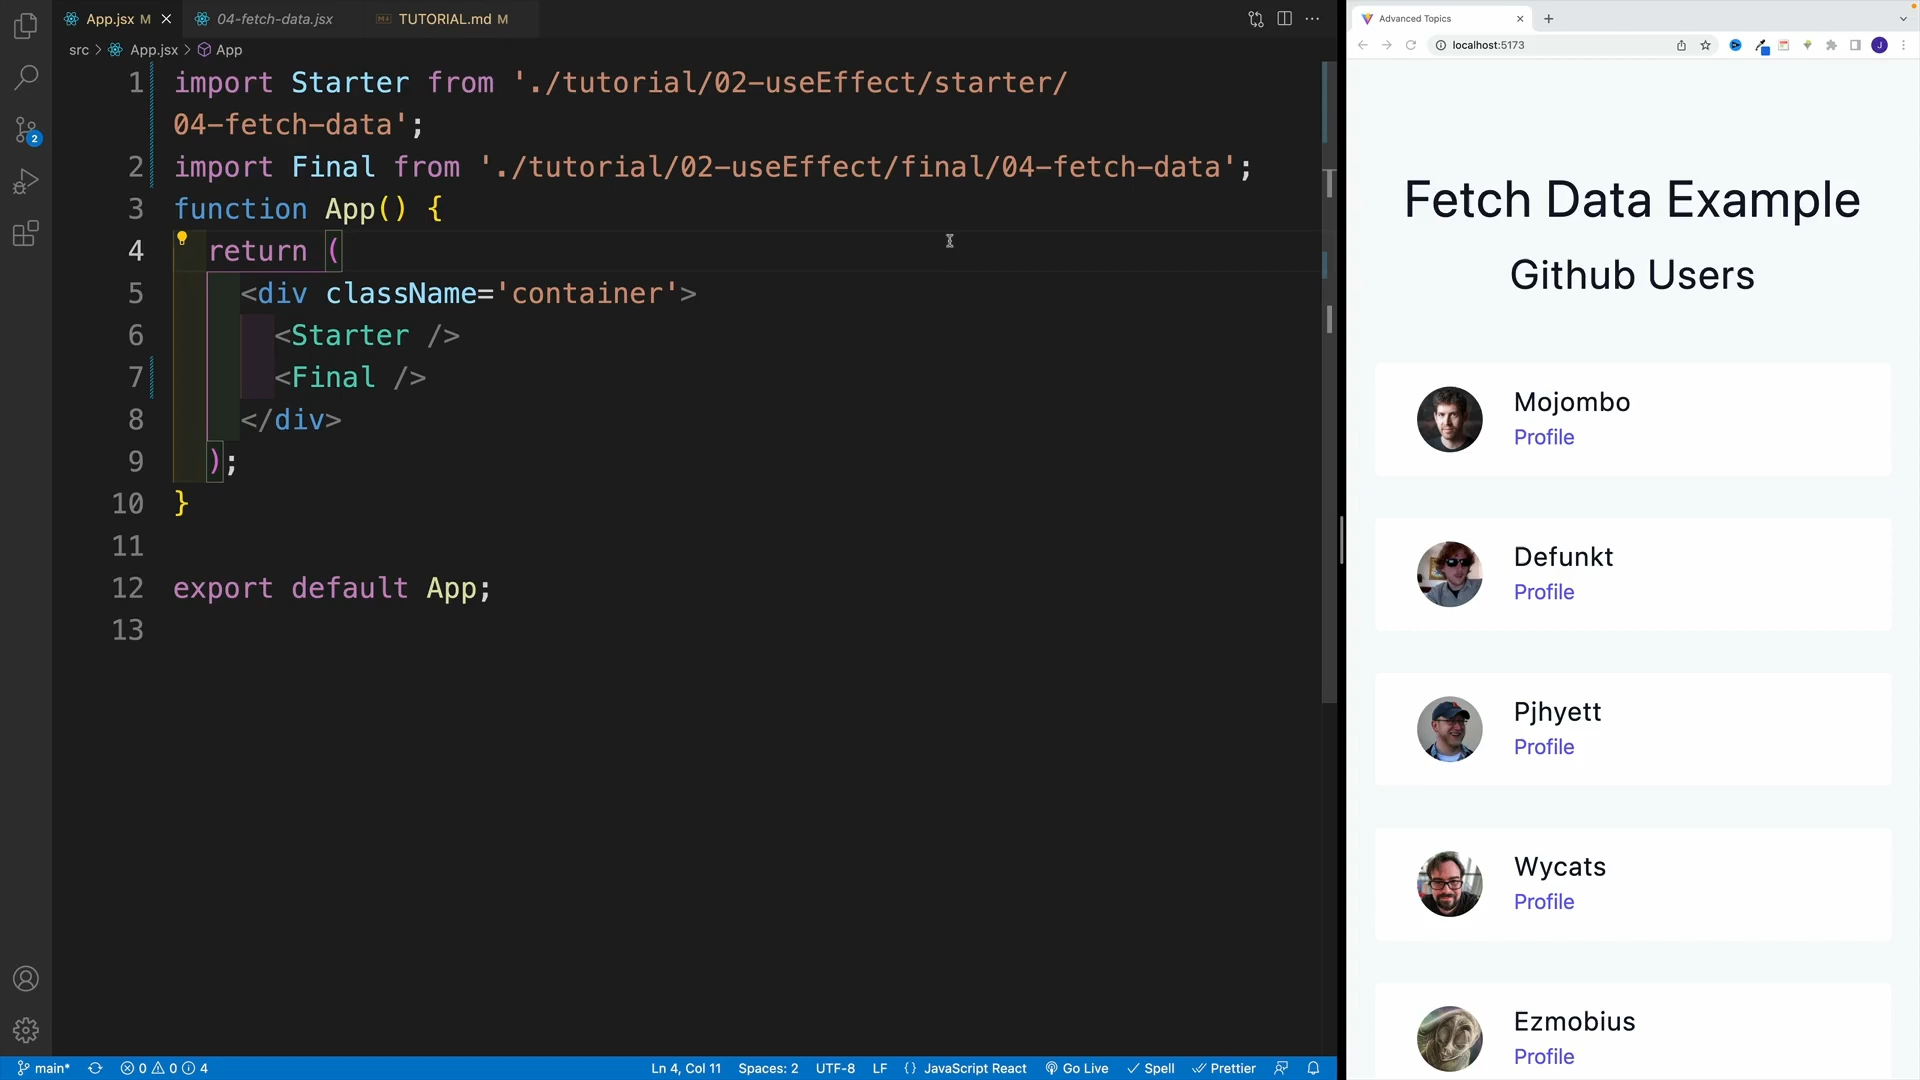 App.jsx M
04-fetch-data.jsx
TUTORIAL.md M
src > App.jsx > App
1 import Starter from './tutorial/02-useEffect/starter/
04-fetch-data';
2 import Final from './tutorial/02-useEffect/final/04-fetch-data';
3 function App() {
4 return (
5 <div className='container'>
6 <Starter />
7 <Final />
8 </div>
9 );
10 }
11
12 export default App;
13
2
main*
0 0 4
Ln 4, Col 11
Spaces: 2
UTF-8
LF
{} JavaScript React
Go Live
Spell
Prettier
Advanced Topics
localhost:5173
J
Fetch Data Example
Github Users
Mojombo
Profile
Defunkt
Profile
Pjhyett
Profile
Wycats
Profile
Ezmobius
Profile